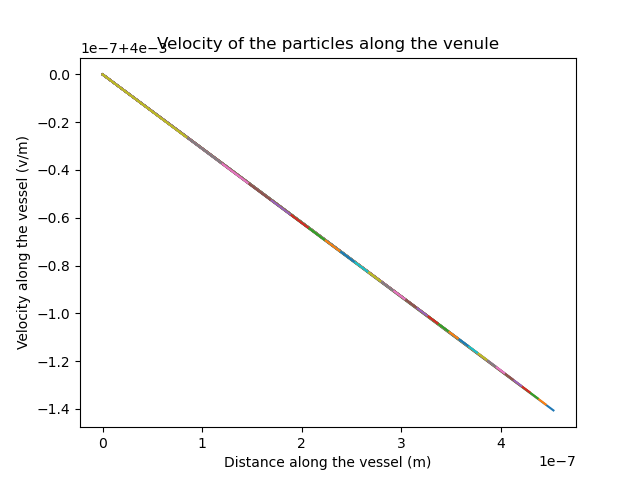 Velocity of the particles along the venule
1e−7+4e−3
0.0
−0.2
−0.4
−0.6
−0.8
−1.0
−1.2
−1.4
Velocity along the vessel (v/m)
0 1 2 3 4
1e−7
Distance along the vessel (m)